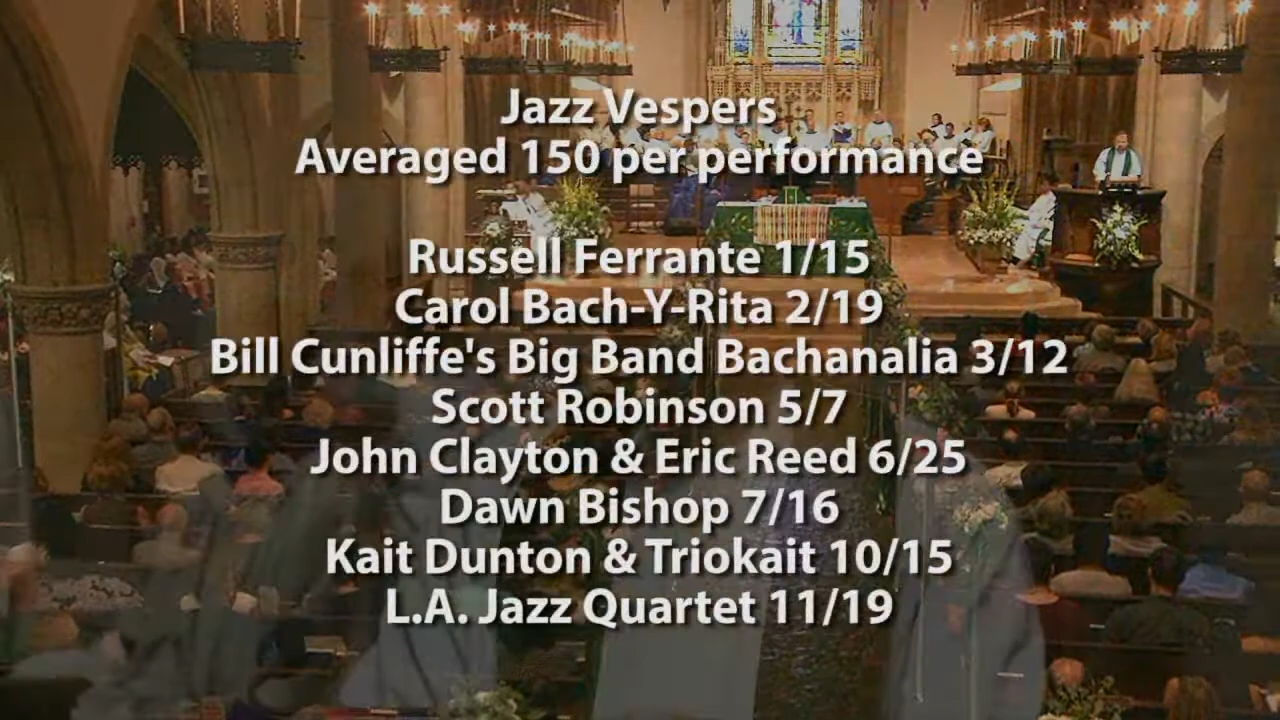 Jazz Vespers
Averaged 150 per performance
Russell Ferrante 1/15
Carol Bach-Y-Rita 2/19
Bill Cunliffe's Big Band Bachanalia 3/12
Scott Robinson 5/7
John Clayton & Eric Reed 6/25
Dawn Bishop 7/16
Kait Dunton & Triokait 10/15
L.A. Jazz Quartet 11/19